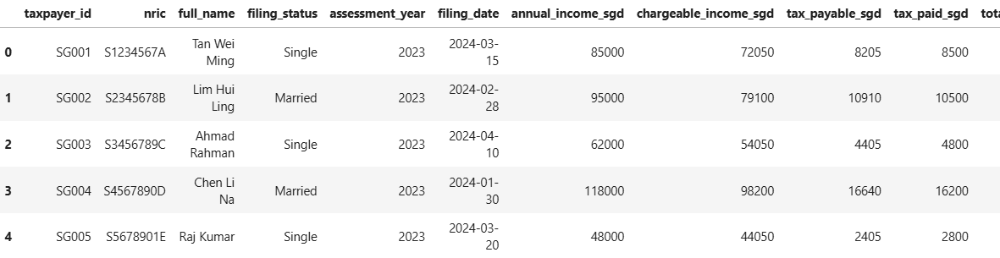 taxpayer_id nric full_name filing_status assessment_year filing_date annual_income_sgd chargeable_income_sgd tax_payable_sgd tax_paid_sgd tota
0 SG001 S1234567A Tan Wei Ming Single 2023 2024-03-15 85000 72050 8205 8500
1 SG002 S2345678B Lim Hui Ling Married 2023 2024-02-28 95000 79100 10910 10500
2 SG003 S3456789C Ahmad Rahman Single 2023 2024-04-10 62000 54050 4405 4800
3 SG004 S4567890D Chen Li Na Married 2023 2024-01-30 118000 98200 16640 16200
4 SG005 S5678901E Raj Kumar Single 2023 2024-03-20 48000 44050 2405 2800